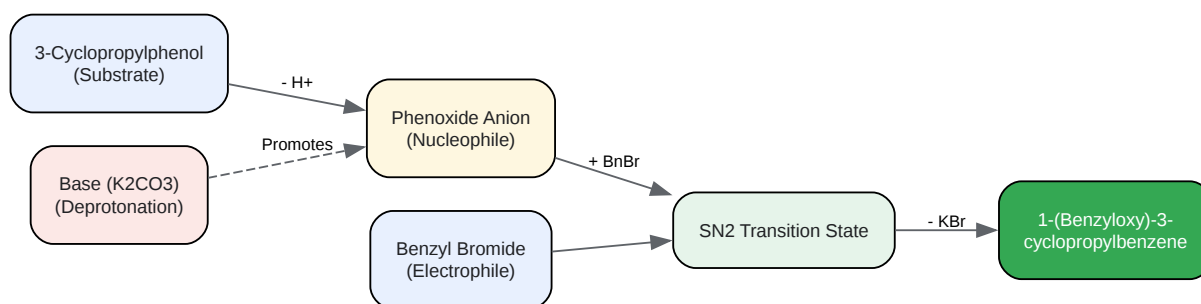 3-Cyclopropylphenol
(Substrate)
- H+
Base (K2CO3)
(Deprotonation)
Promotes
Phenoxide Anion
(Nucleophile)
+ BnBr
Benzyl Bromide
(Electrophile)
SN2 Transition State
- KBr
1-(Benzyloxy)-3-
cyclopropylbenzene